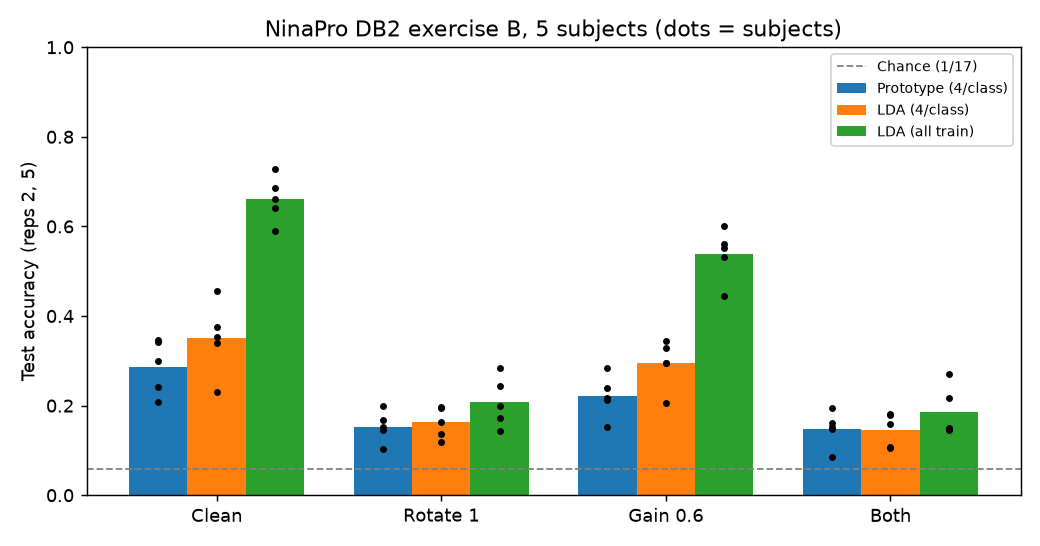 NinaPro DB2 exercise B, 5 subjects (dots = subjects)
Test accuracy (reps 2, 5)
1.0
0.8
0.6
0.4
0.2
0.0
Chance (1/17)
Prototype (4/class)
LDA (4/class)
LDA (all train)
Clean
Rotate 1
Gain 0.6
Both